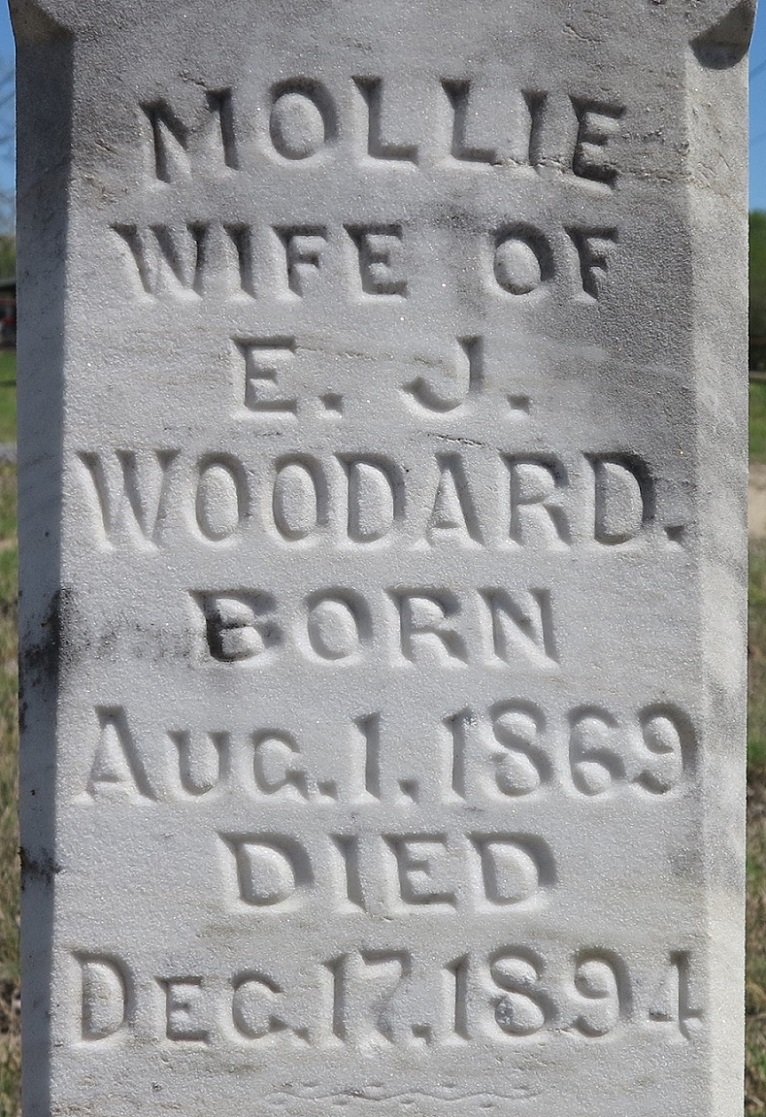 MOLLIE
WIFE OF
E. J.
WOODARD.
BORN
AUG. 1. 1869
DIED
DEC. 17. 1894